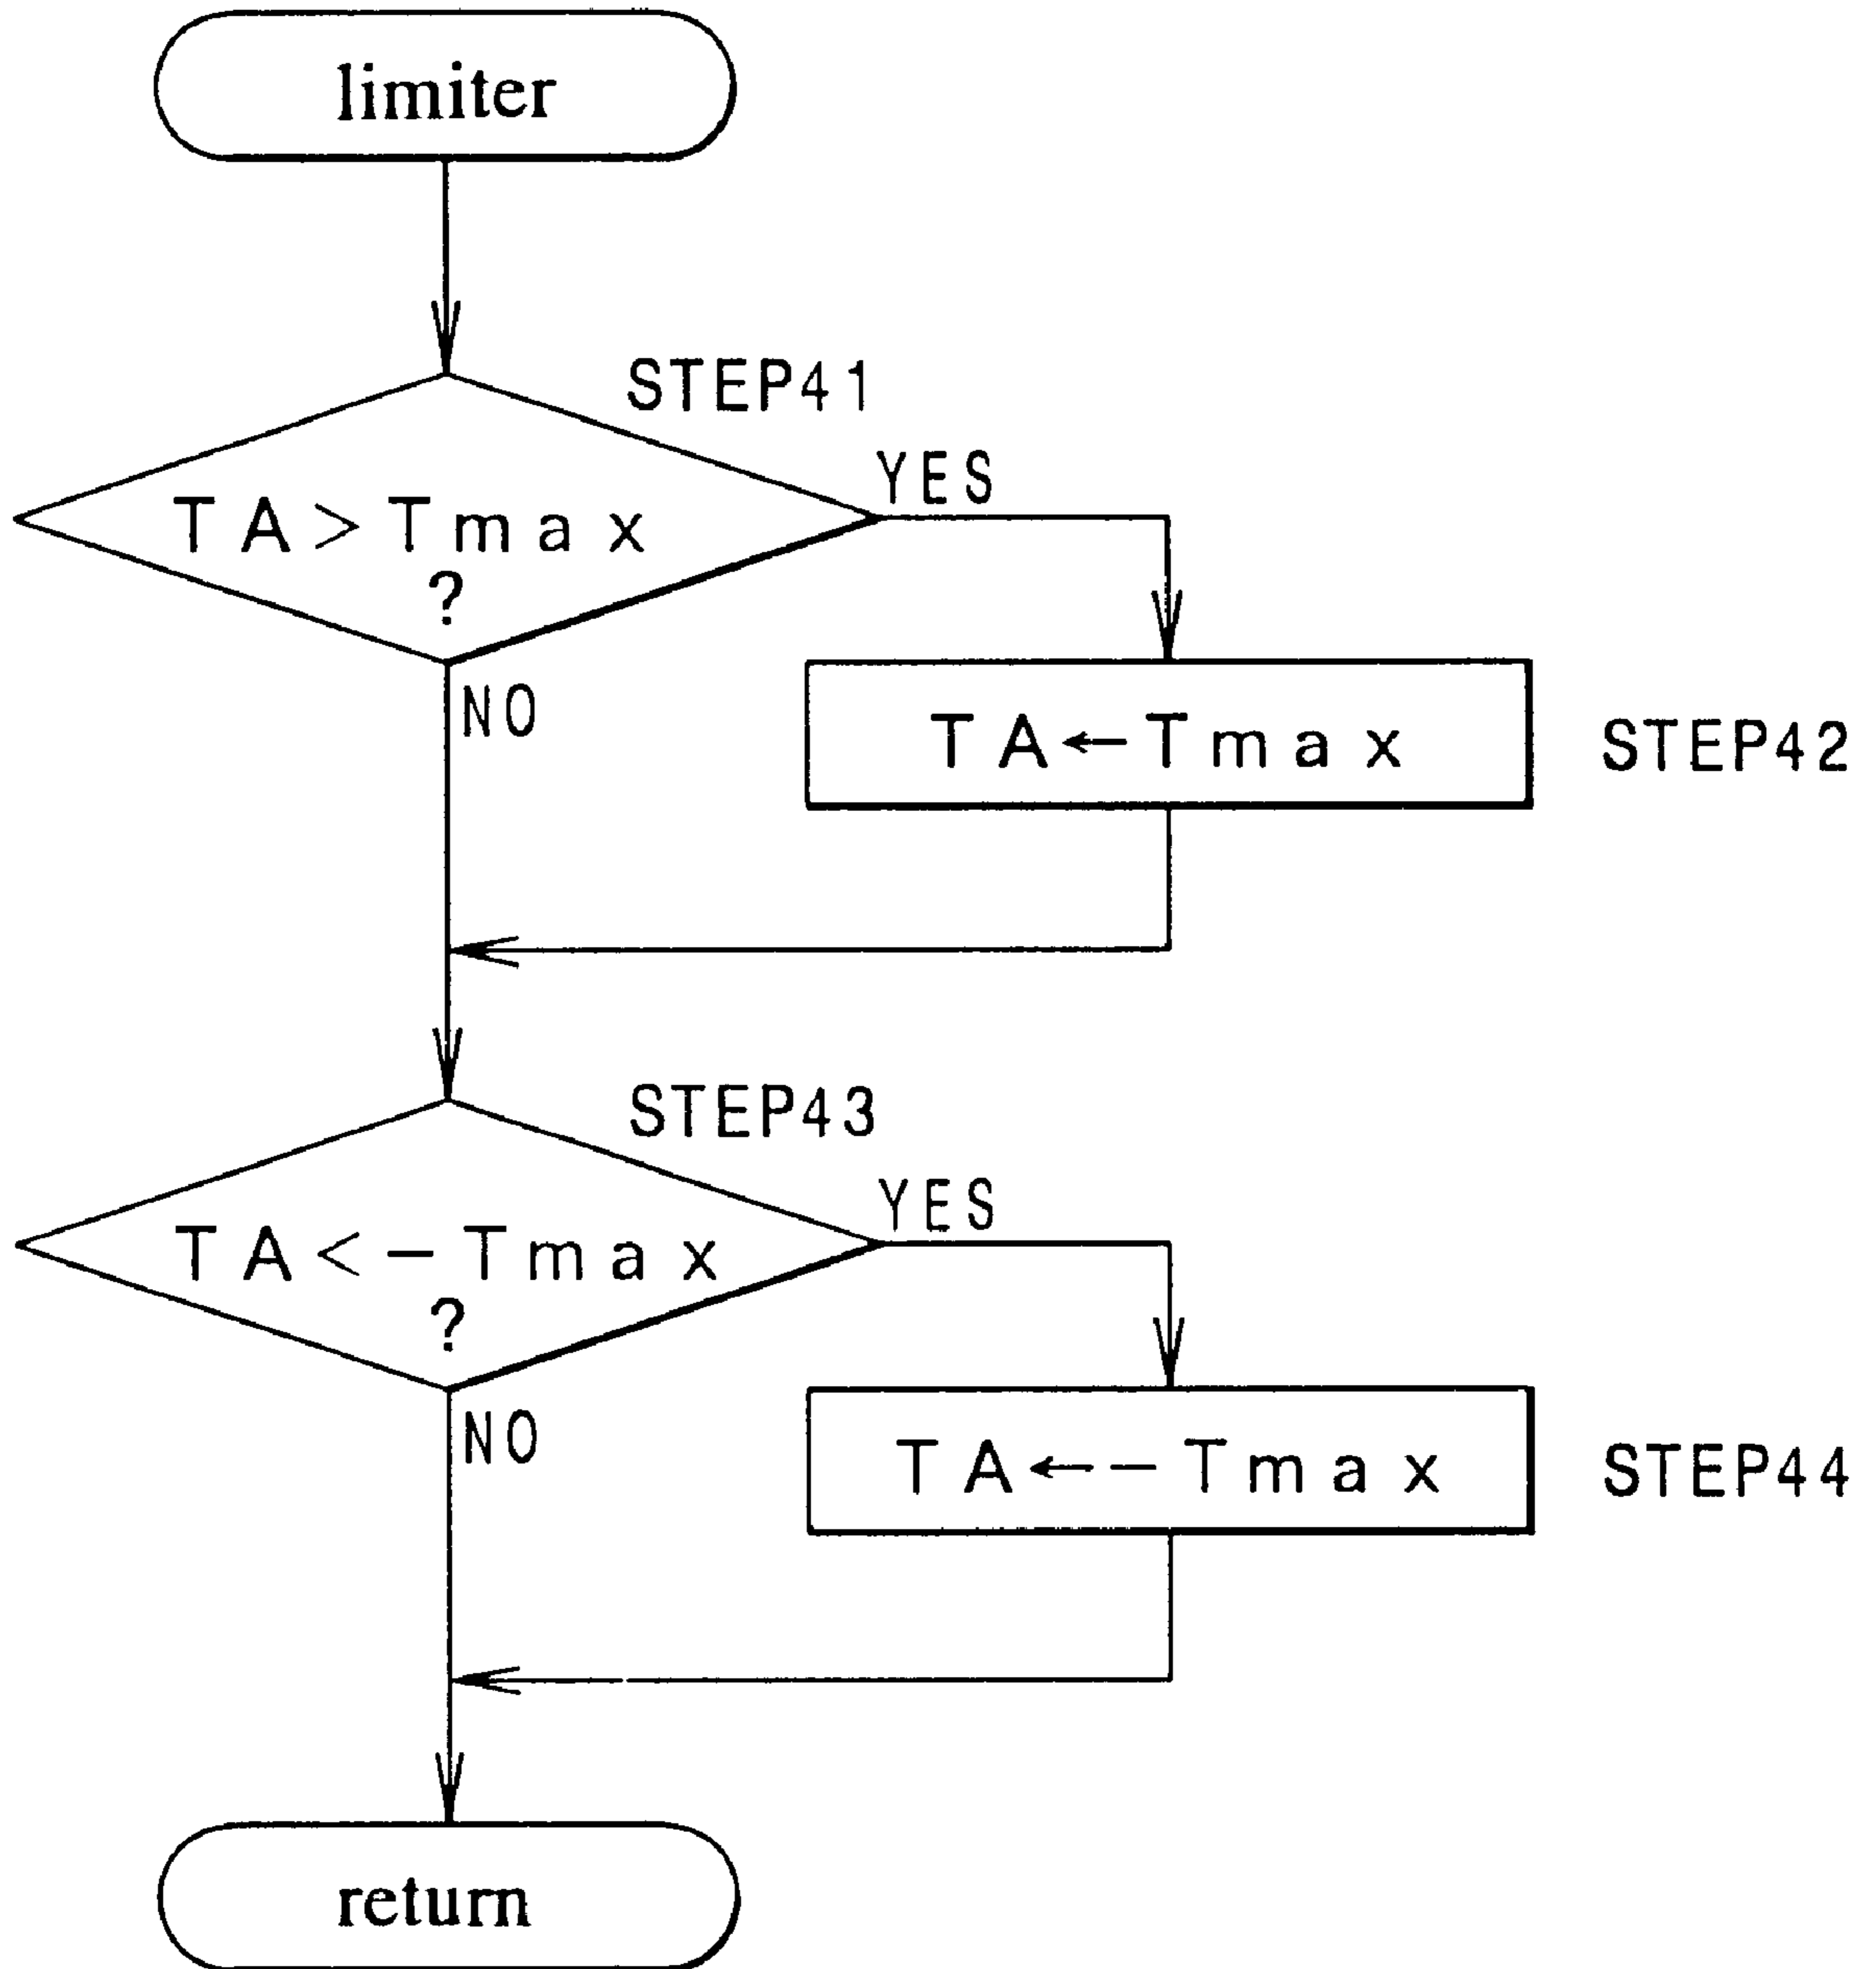 limiter
STEP41
YES
TA>Tmax
?
NO
TA←Tmax
STEP42
STEP43
YES
TA<-Tmax
?
NO
TA←-Tmax
STEP44
return